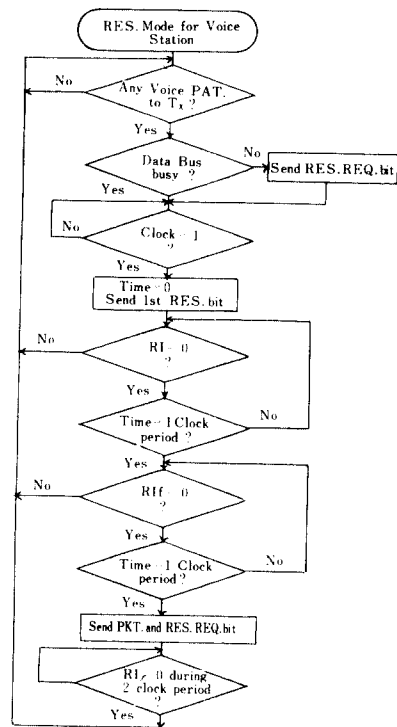 RES. Mode for Voice
Station
No
Any Voice PAT.
to Tx ?
Yes
Data Bus
busy ?
No
Send RES.REQ.bit
Yes
No
Clock=1
?
Yes
Time=0
Send 1st RES.bit
No
RI = 0
?
Yes
Time=1 Clock
period ?
No
Yes
No
RIf=0
?
Yes
Time=1 Clock
period ?
No
Yes
Send PKT.and RES.REQ.bit
0 during
2 clock period
?
Yes